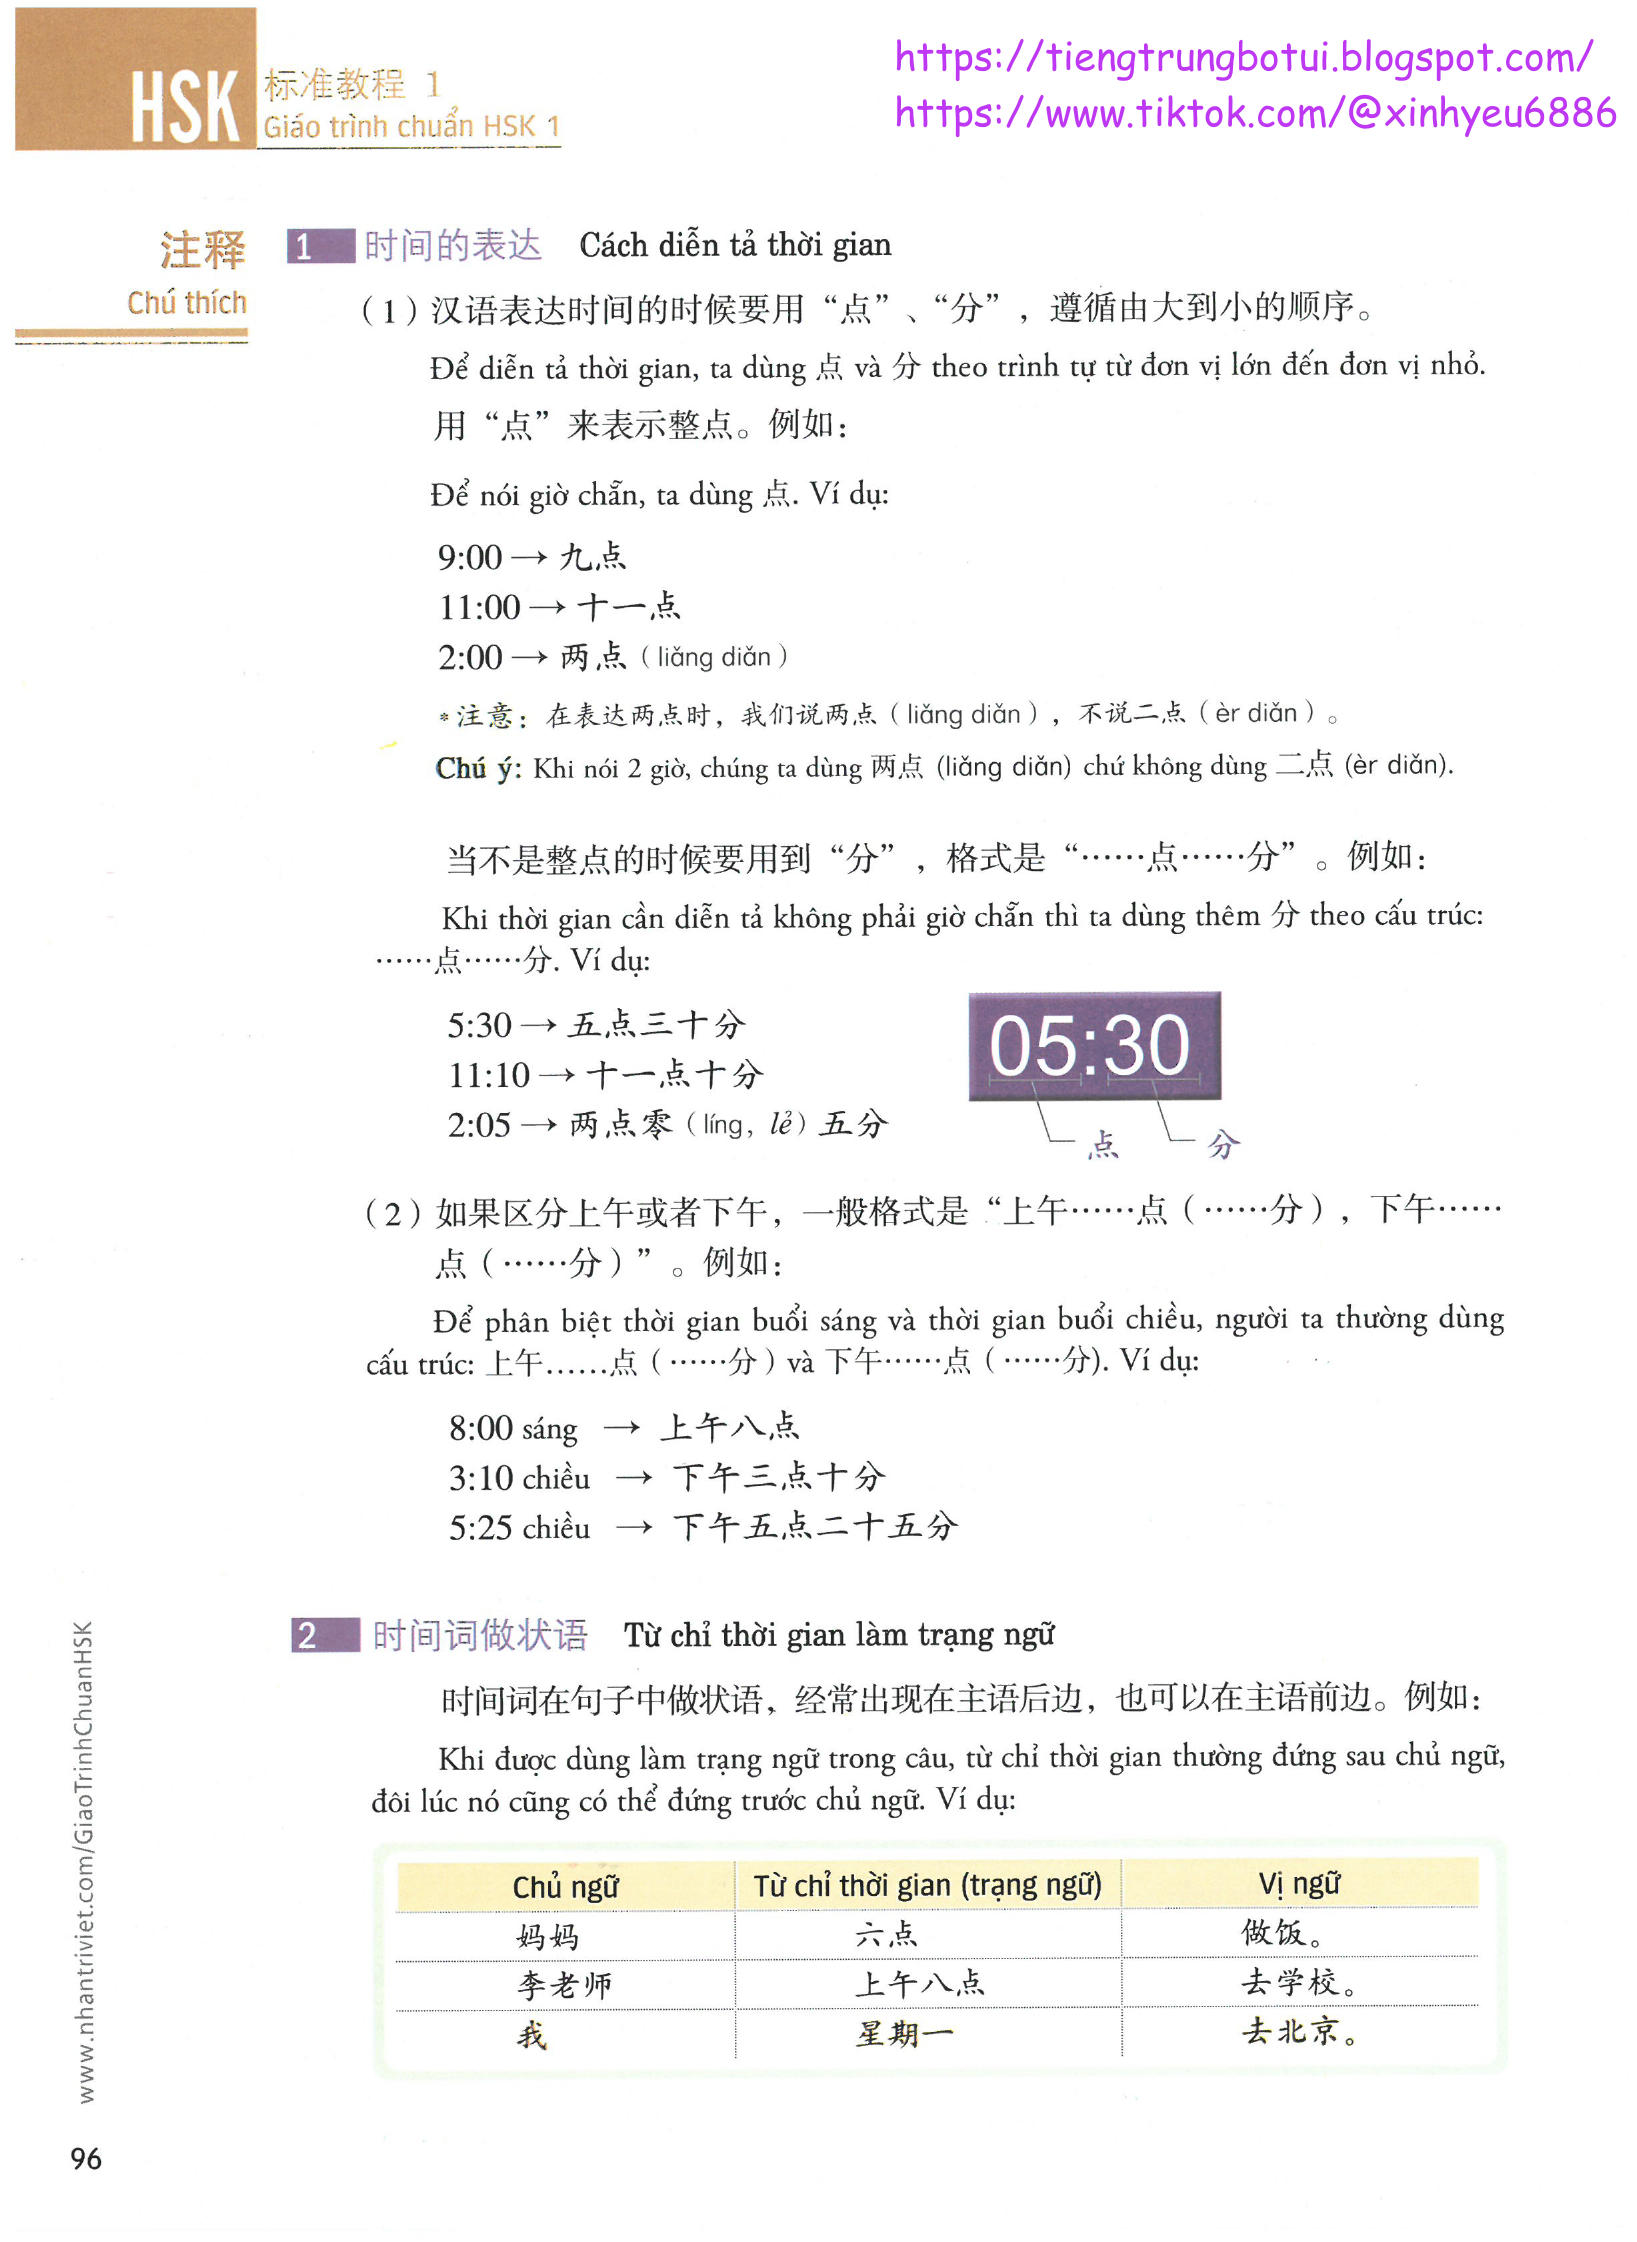 https://tiengtrungbotui.blogspot.com/
https://www.tiktok.com/@xinhyeu6886
HSK 标准教程 1
Giáo trình chuẩn HSK 1
注释
Chú thích
1 时间的表达 Cách diễn tả thời gian
（1）汉语表达时间的时候要用“点”、“分”，遵循由大到小的顺序。
Để diễn tả thời gian, ta dùng 点 và 分 theo trình tự từ đơn vị lớn đến đơn vị nhỏ.
用“点”来表示整点。例如：
Để nói giờ chẵn, ta dùng 点. Ví dụ:
9:00 → 九点
11:00 → 十一点
2:00 → 两点（liǎng diǎn）
*注意：在表达两点时，我们说两点（liǎng diǎn），不说二点（èr diǎn）。
Chú ý: Khi nói 2 giờ, chúng ta dùng 两点 (liǎng diǎn) chứ không dùng 二点 (èr diǎn).
当不是整点的时候要用到“分”，格式是“……点……分”。例如：
Khi thời gian cần diễn tả không phải giờ chẵn thì ta dùng thêm 分 theo cấu trúc:
……点……分. Ví dụ:
5:30 → 五点三十分
11:10 → 十一点十分
2:05 → 两点零（líng, lẻ）五分
05:30
点 分
（2）如果区分上午或者下午，一般格式是“上午……点（……分），下午……
点（……分）”。例如：
Để phân biệt thời gian buổi sáng và thời gian buổi chiều, người ta thường dùng
cấu trúc: 上午……点（……分）và 下午……点（……分). Ví dụ:
8:00 sáng → 上午八点
3:10 chiều → 下午三点十分
5:25 chiều → 下午五点二十五分
2 时间词做状语 Từ chỉ thời gian làm trạng ngữ
时间词在句子中做状语，经常出现在主语后边，也可以在主语前边。例如：
Khi được dùng làm trạng ngữ trong câu, từ chỉ thời gian thường đứng sau chủ ngữ,
đôi lúc nó cũng có thể đứng trước chủ ngữ. Ví dụ:
Chủ ngữ Từ chỉ thời gian (trạng ngữ) Vị ngữ
妈妈 六点 做饭。
李老师 上午八点 去学校。
我 星期一 去北京。
www.nhantriviet.com/GiaoTrinhChuanHSK
96